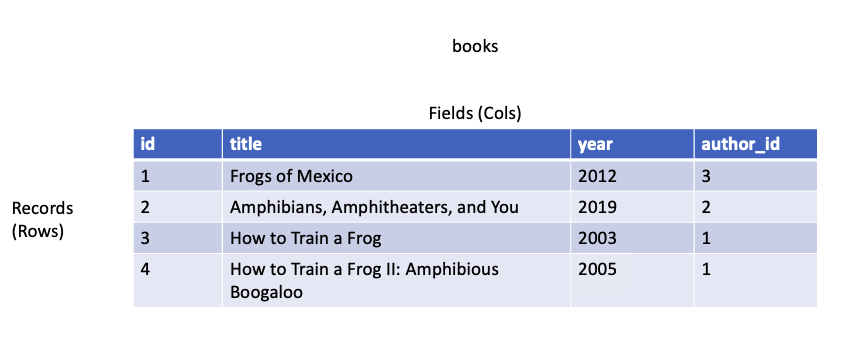 books
Fields (Cols)
id title year author_id
1 Frogs of Mexico 2012 3
Records
(Rows)
2 Amphibians, Amphitheaters, and You 2019 2
3 How to Train a Frog 2003 1
4 How to Train a Frog II: Amphibious 2005 1
Boogaloo